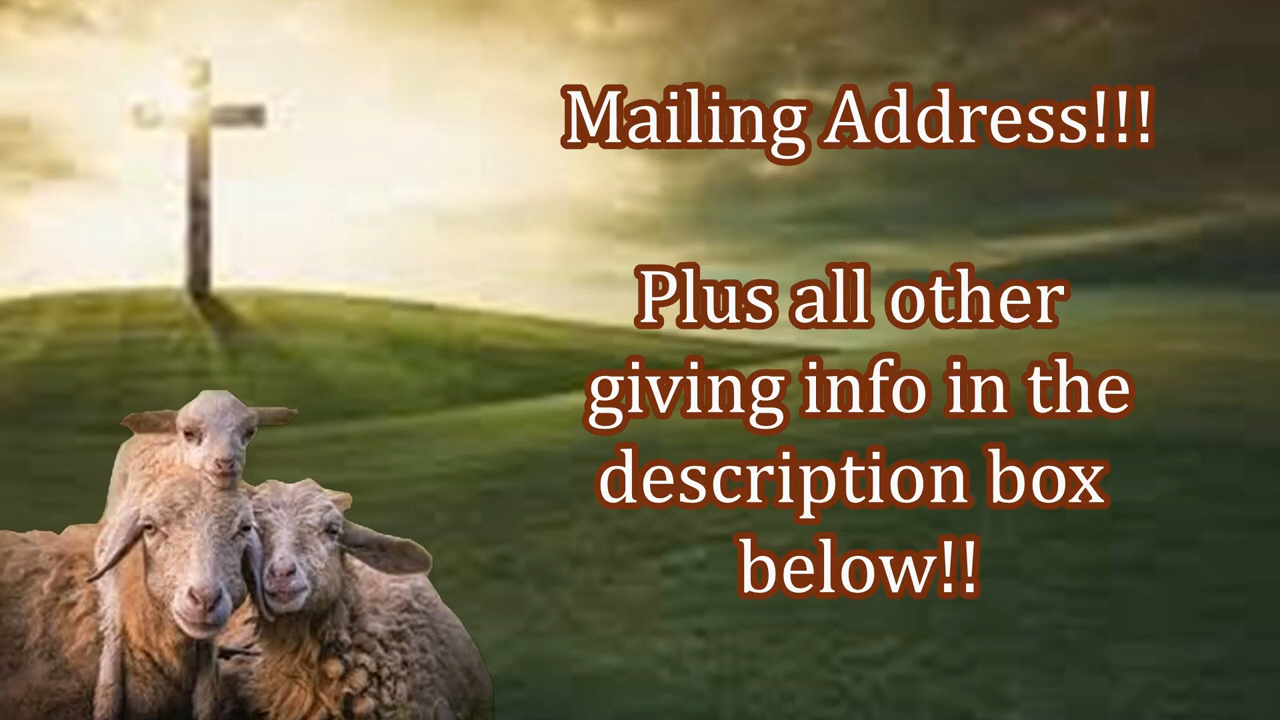 Mailing Address!!!
Plus all other
giving info in the
description box
below!!